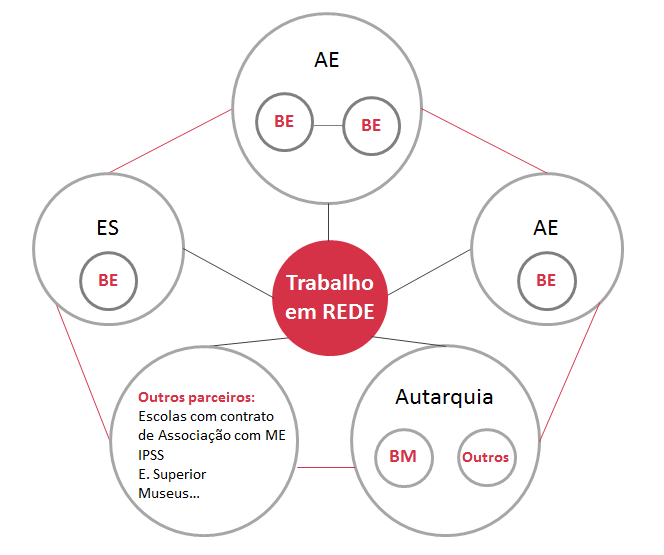 AE
BE
BE
ES
BE
AE
BE
Trabalho
em REDE
Outros parceiros:
Escolas com contrato
de Associação com ME
IPSS
E. Superior
Museus...
Autarquia
BM
Outros